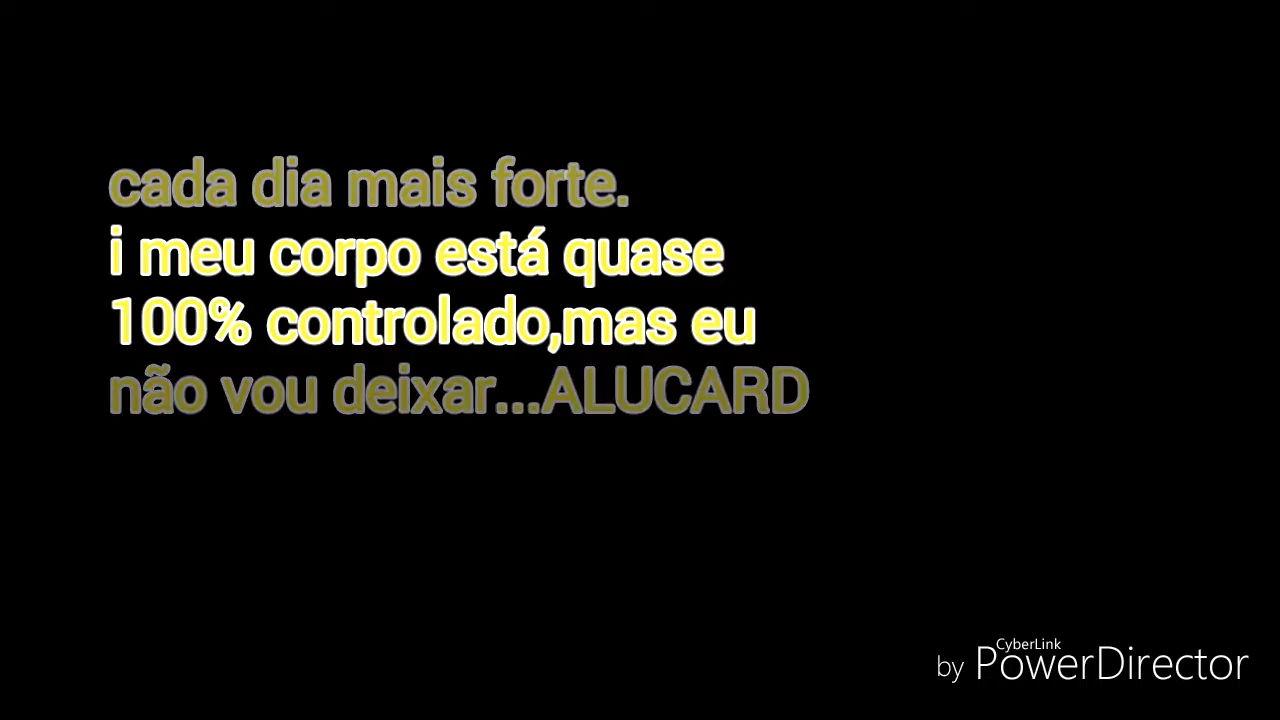 cada dia mais forte.
i meu corpo está quase
100% controlado,mas eu
não vou deixar...ALUCARD
CyberLink
by PowerDirector